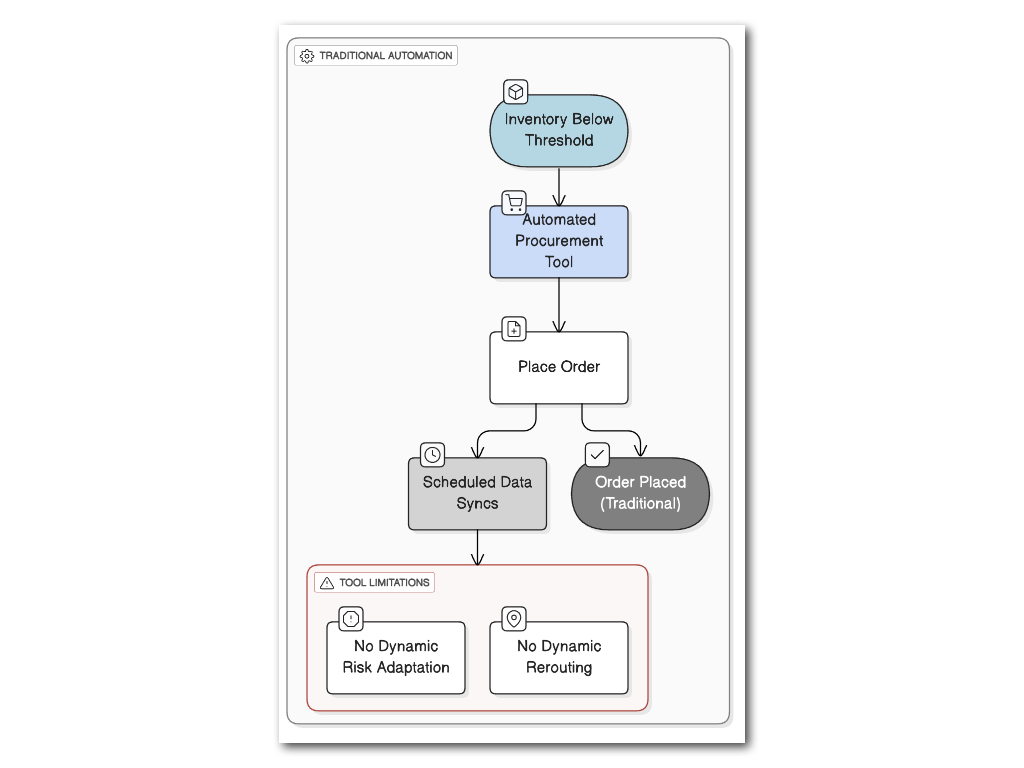 TRADITIONAL AUTOMATION
Inventory Below
Threshold
Automated
Procurement
Tool
Place Order
Scheduled Data
Syncs
Order Placed
(Traditional)
TOOL LIMITATIONS
No Dynamic
Risk Adaptation
No Dynamic
Rerouting